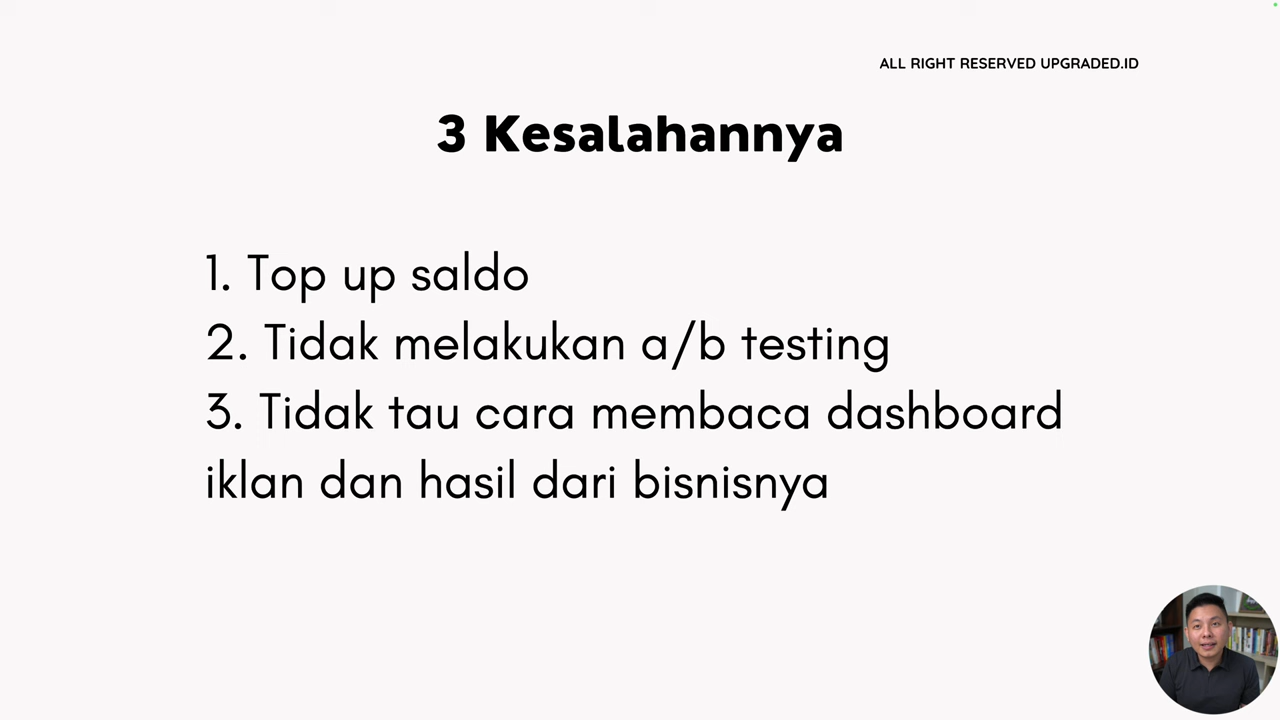 ALL RIGHT RESERVED UPGRADED.ID
3 Kesalahannya
1. Top up saldo
2. Tidak melakukan a/b testing
3. Tidak tau cara membaca dashboard
iklan dan hasil dari bisnisnya